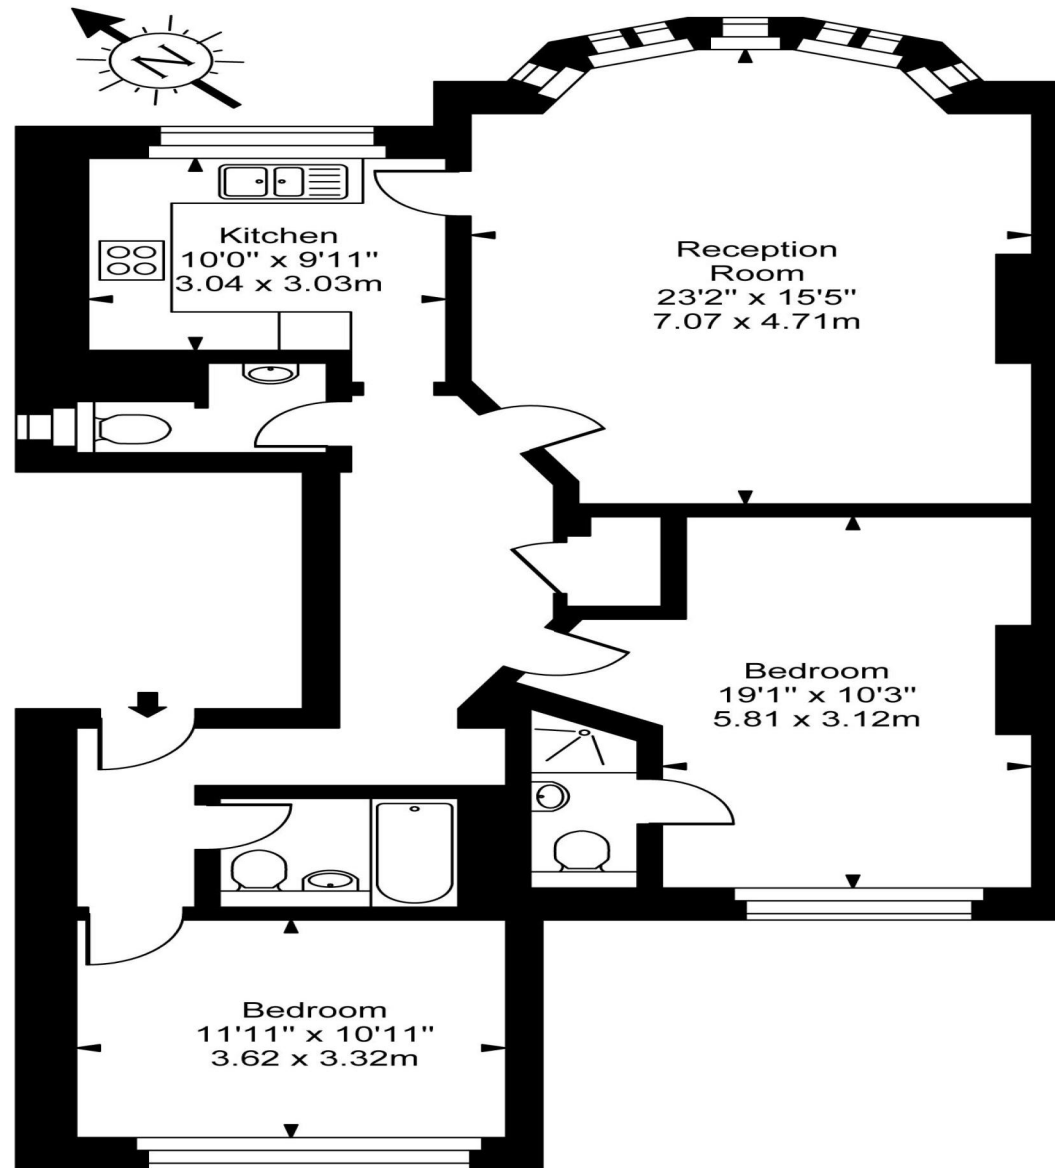 N
Kitchen
10'0" x 9'11"
3.04 x 3.03m
Reception
Room
23'2" x 15'5"
7.07 x 4.71m
Bedroom
19'1" x 10'3"
5.81 x 3.12m
Bedroom
11'11" x 10'11"
3.62 x 3.32m